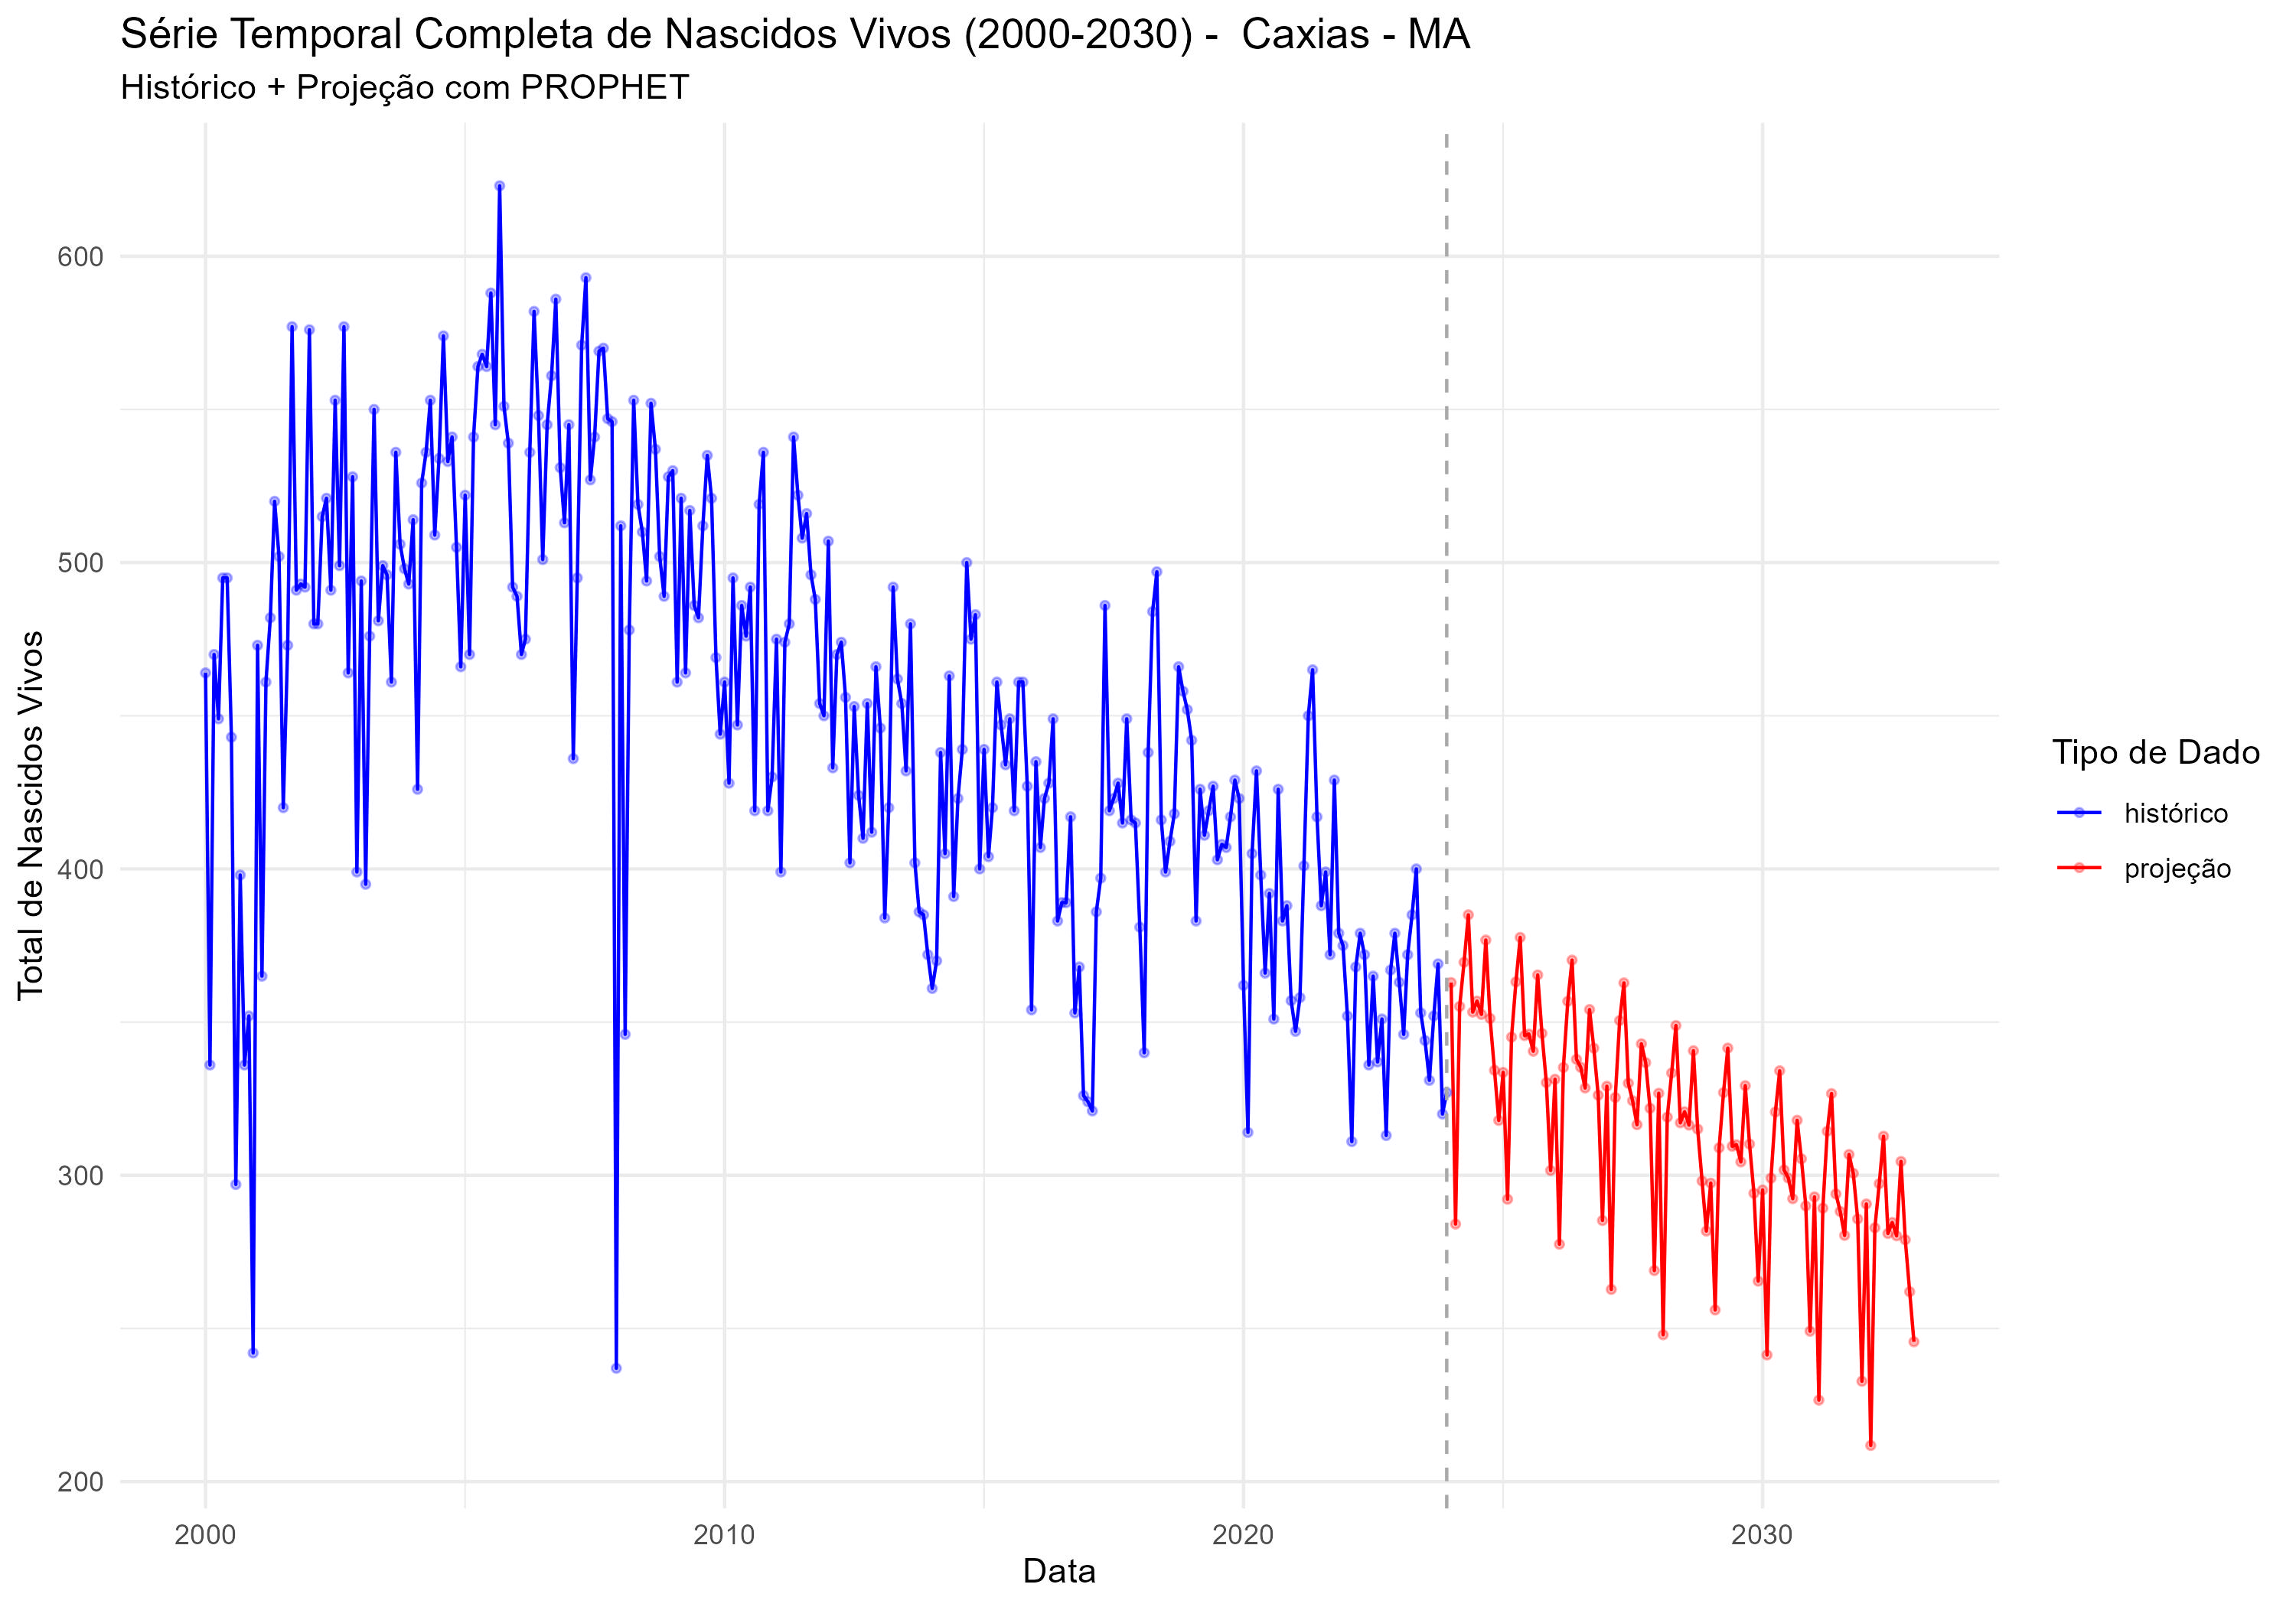 Série Temporal Completa de Nascidos Vivos (2000-2030) -  Caxias - MA
Histórico + Projeção com PROPHET
Total de Nascidos Vivos
600
500
400
300
200
2000
2010
2020
2030
Data
Tipo de Dado
histórico
projeção